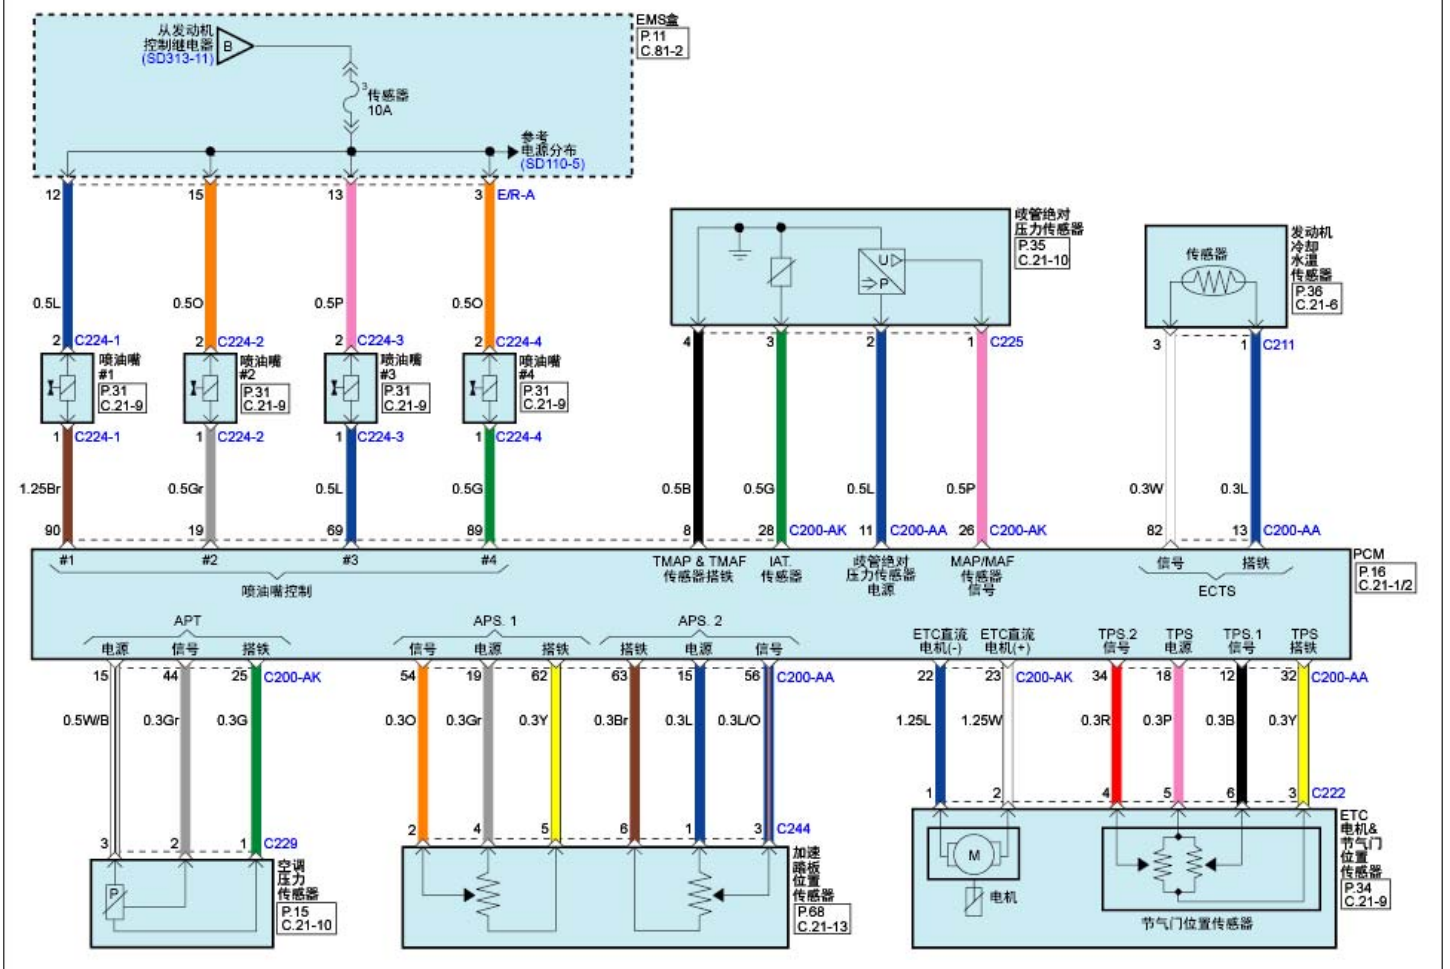 从发动机
控制继电器
(SD313-11)
B
3
传感器
10A
参考
电源分布
(SD110-5)
EMS盒
P.11
C.81-2
12
15
13
3
E/R-A
0.5L
0.5O
0.5P
0.5O
2
C224-1
2
C224-2
2
C224-3
2
C224-4
喷油嘴
#1
P.31
C.21-9
喷油嘴
#2
P.31
C.21-9
喷油嘴
#3
P.31
C.21-9
喷油嘴
#4
P.31
C.21-9
1
C224-1
1
C224-2
1
C224-3
1
C224-4
1.25Br
0.5Gr
0.5L
0.5G
90
19
69
89
U
P
歧管绝对
压力传感器
P.35
C.21-10
4
3
2
1
C225
0.5B
0.5G
0.5L
0.5P
8
28
C200-AK
11
C200-AA
26
C200-AK
传感器
发动机
冷却
水温
传感器
P.36
C.21-6
3
1
C211
0.3W
0.3L
82
13
C200-AA
#1
#2
#3
#4
喷油嘴控制
TMAP & TMAF
传感器搭铁
IAT.
传感器
歧管绝对
压力传感器
电源
MAP/MAF
传感器
信号
信号
搭铁
ECTS
PCM
P.16
C.21-1/2
APT
电源
信号
搭铁
APS. 1
信号
电源
搭铁
APS. 2
搭铁
电源
信号
ETC直流
电机(-)
ETC直流
电机(+)
TPS.2
信号
TPS
电源
TPS.1
信号
TPS
搭铁
15
44
25
C200-AK
54
19
62
63
15
56
C200-AA
22
23
C200-AK
34
18
12
32
C200-AA
0.5W/B
0.3Gr
0.3G
0.3O
0.3Gr
0.3Y
0.3Br
0.3L
0.3L/O
1.25L
1.25W
0.3R
0.3P
0.3B
0.3Y
3
2
1
C229
2
4
5
6
1
3
C244
1
2
4
5
6
3
C222
P
空调
压力
传感器
P.15
C.21-10
加速
踏板
位置
传感器
P.68
C.21-13
M
电机
节气门位置传感器
ETC
电机&
节气门
位置
传感器
P.34
C.21-9